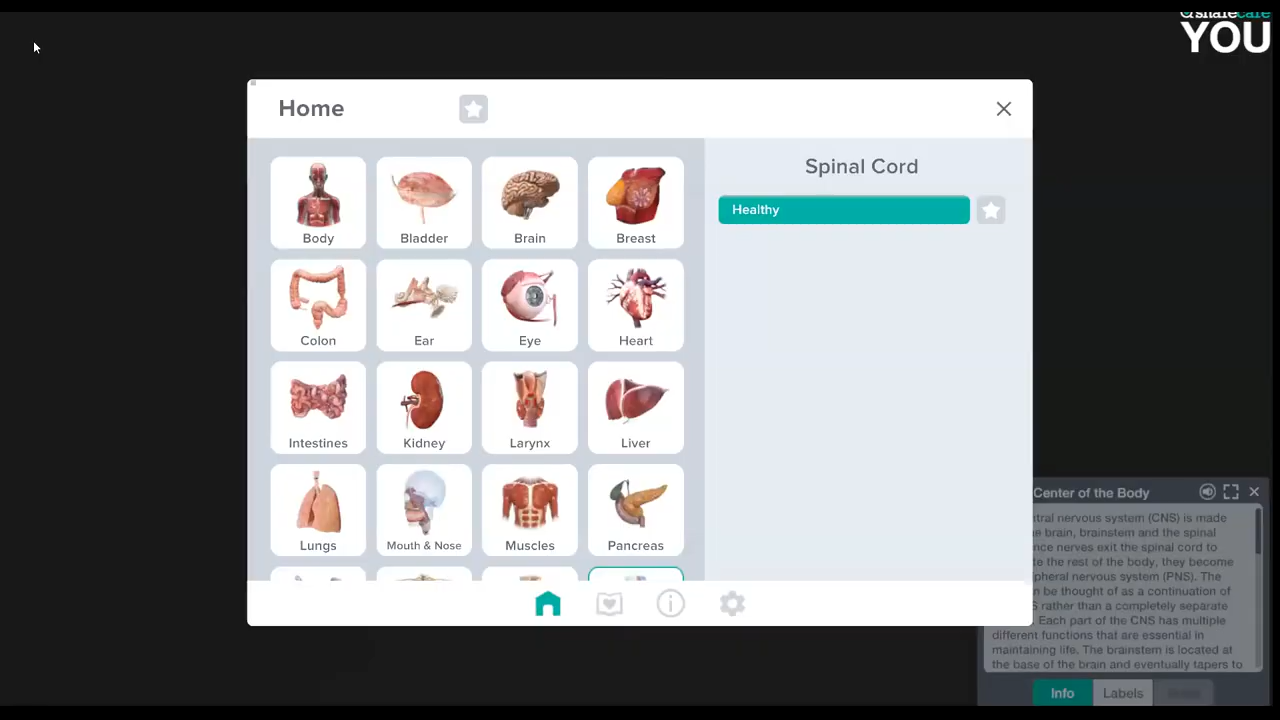 sharecare
YOU
Home
Spinal Cord
Healthy
Body
Bladder
Brain
Breast
Colon
Ear
Eye
Heart
Intestines
Kidney
Larynx
Liver
Lungs
Mouth & Nose
Muscles
Pancreas
Center of the Body
ntral nervous system (CNS) is made
e brain, brainstem and the spinal
nce nerves exit the spinal cord to
te the rest of the body, they become
ipheral nervous system (PNS). The
n be thought of as a continuation of
S rather than a completely separate
. Each part of the CNS has multiple
different functions that are essential in
maintaining life. The brainstem is located at
the base of the brain and eventually tapers to
Info
Labels